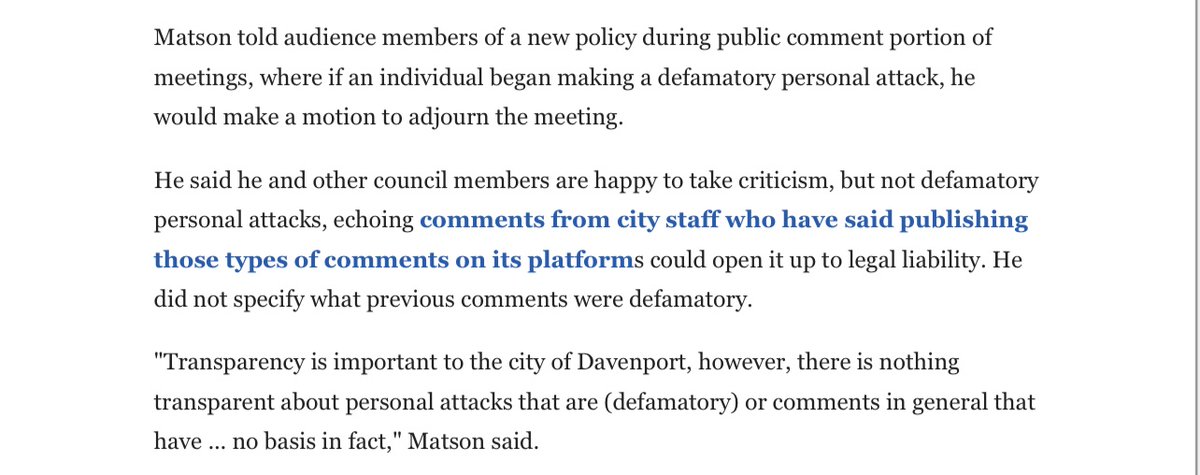 Matson told audience members of a new policy during public comment portion of
meetings, where if an individual began making a defamatory personal attack, he
would make a motion to adjourn the meeting.
He said he and other council members are happy to take criticism, but not defamatory
personal attacks, echoing comments from city staff who have said publishing
those types of comments on its platforms could open it up to legal liability. He
did not specify what previous comments were defamatory.
"Transparency is important to the city of Davenport, however, there is nothing
transparent about personal attacks that are (defamatory) or comments in general that
have ... no basis in fact," Matson said.